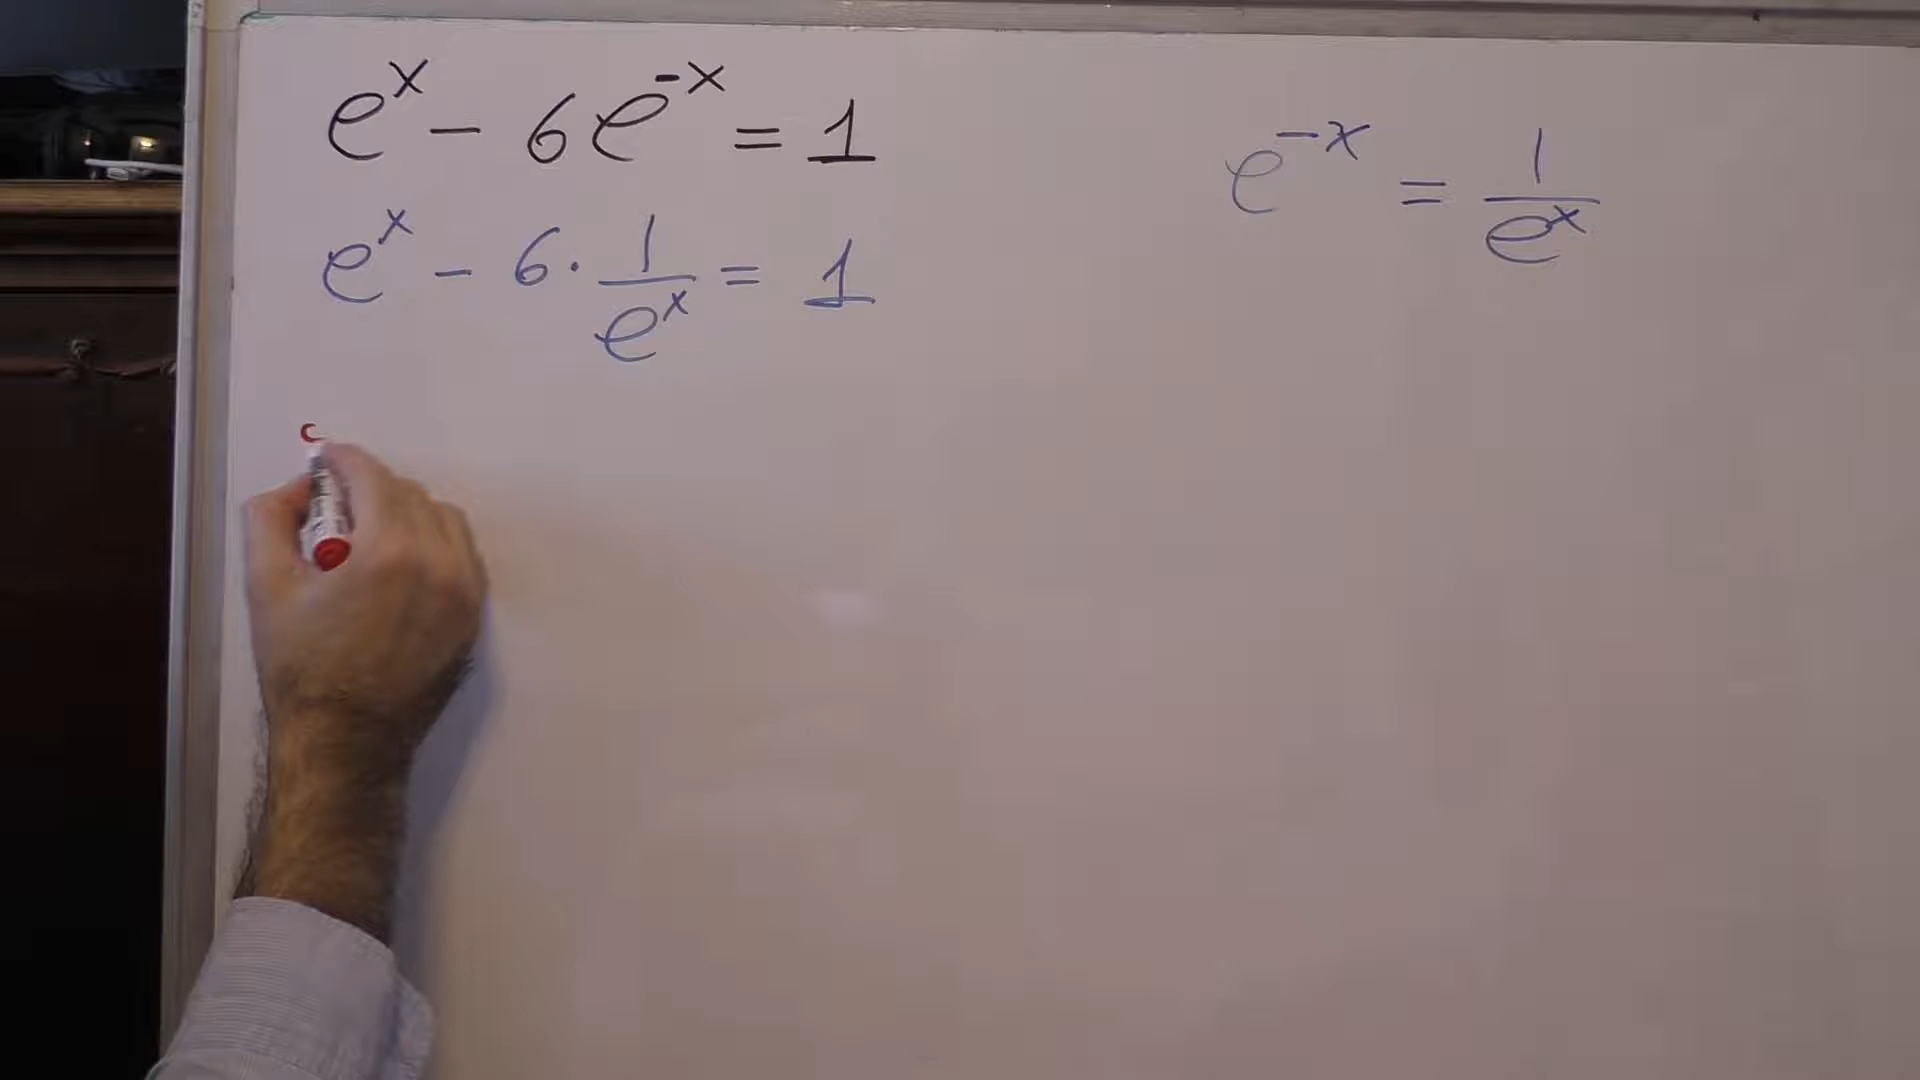 eˣ - 6e⁻ˣ = 1
eˣ - 6 · 1/eˣ = 1
e⁻ˣ = 1/eˣ